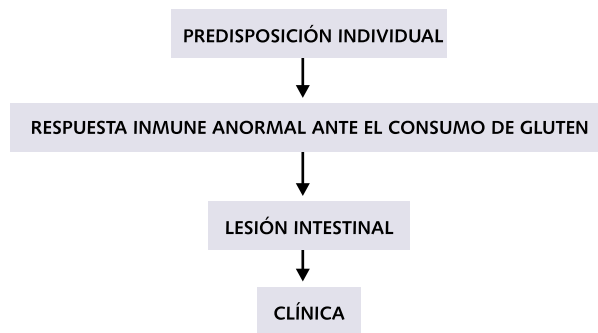 PREDISPOSICIÓN INDIVIDUAL
RESPUESTA INMUNE ANORMAL ANTE EL CONSUMO DE GLUTEN
LESIÓN INTESTINAL
CLÍNICA